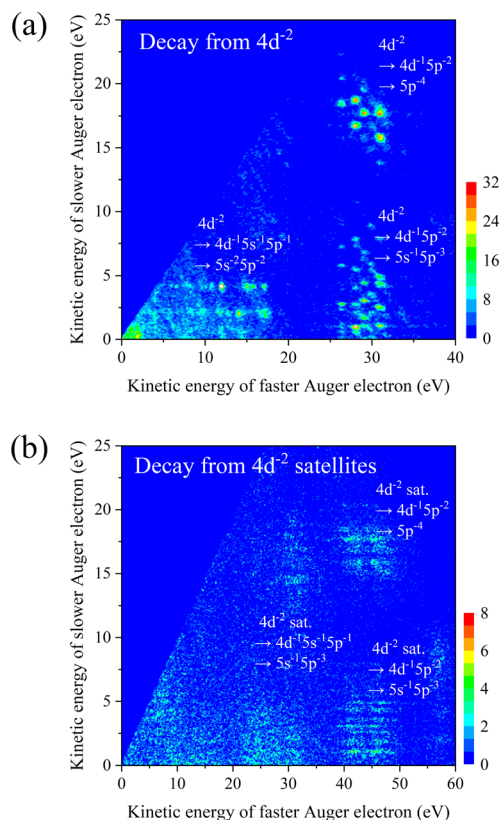 (a)
Decay from 4d⁻²
4d⁻²
→ 4d⁻¹5p⁻²
→ 5p⁻⁴
4d⁻²
→ 4d⁻¹5s⁻¹5p⁻¹
→ 5s⁻²5p⁻²
4d⁻²
→ 4d⁻¹5p⁻²
→ 5s⁻¹5p⁻³
25
20
15
10
5
0
0 10 20 30 40
Kinetic energy of slower Auger electron (eV)
Kinetic energy of faster Auger electron (eV)
32
24
16
8
0
(b)
Decay from 4d⁻² satellites
4d⁻² sat.
→ 4d⁻¹5p⁻²
→ 5p⁻⁴
4d⁻² sat.
→ 4d⁻¹5s⁻¹5p⁻¹
→ 5s⁻¹5p⁻³
4d⁻² sat.
→ 4d⁻¹5p⁻²
→ 5s⁻¹5p⁻³
25
20
15
10
5
0
0 10 20 30 40 50 60
Kinetic energy of slower Auger electron (eV)
Kinetic energy of faster Auger electron (eV)
8
6
4
2
0